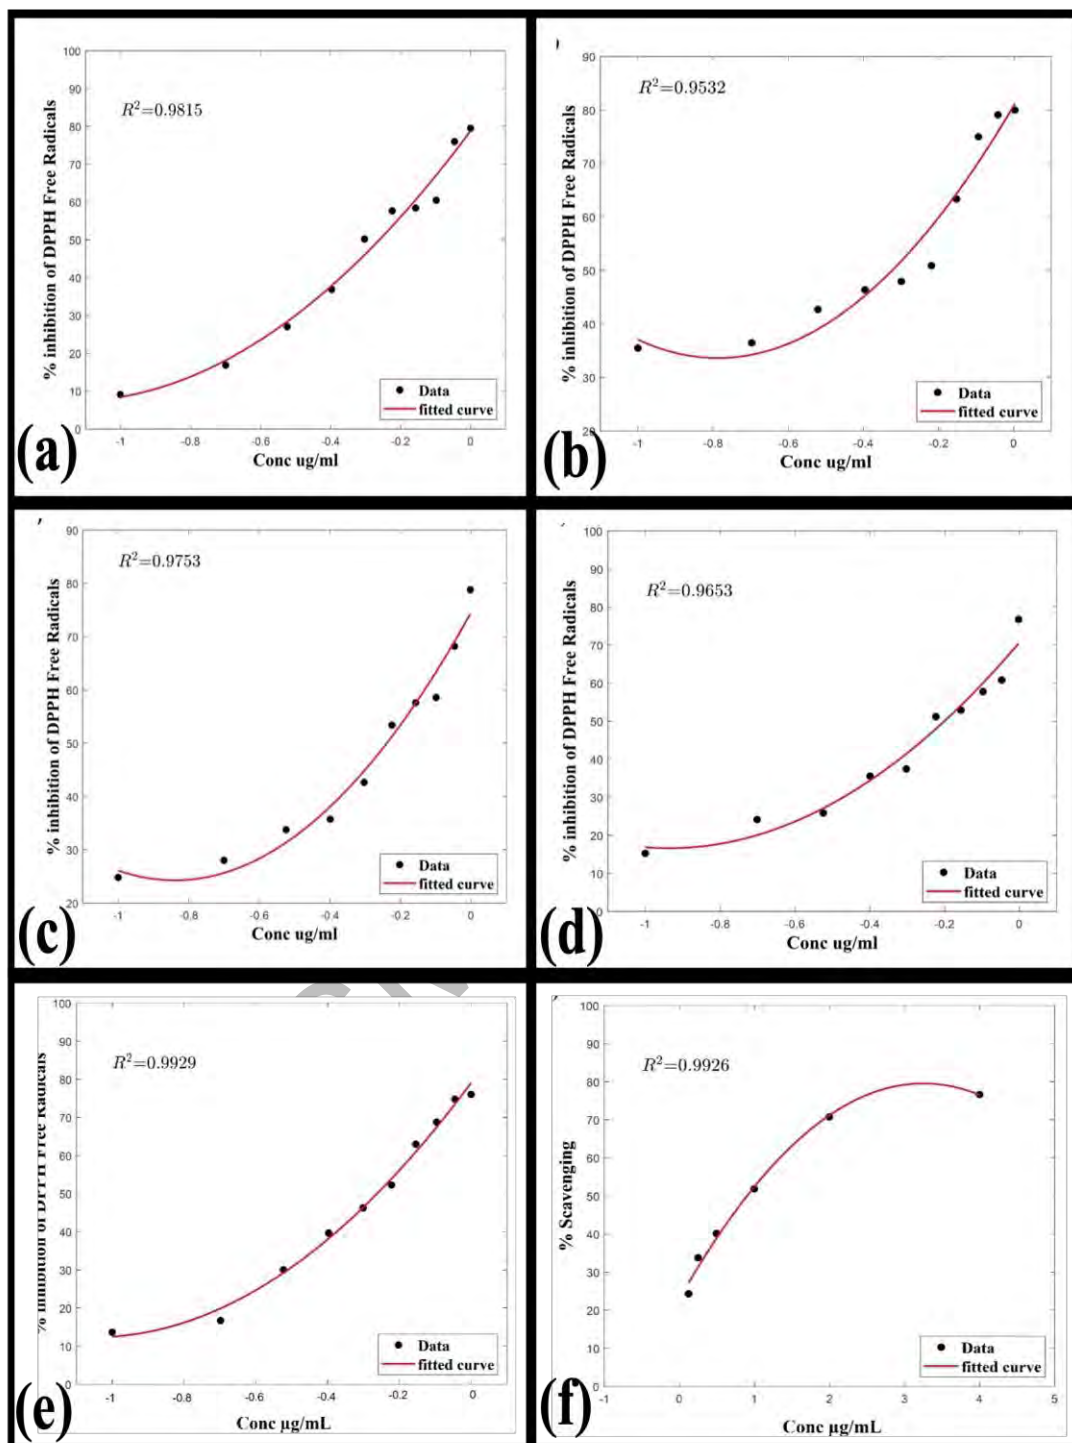 100
90
80
70
60
50
40
30
20
10
0
% inhibition of DPPH Free Radicals
R²=0.9815
Data
fitted curve
-1
-0.8
-0.6
-0.4
-0.2
0
Conc ug/ml
(a)
90
80
70
60
50
40
30
20
% inhibition of DPPH Free Radicals
R²=0.9532
Data
fitted curve
-1
-0.8
-0.6
-0.4
-0.2
0
Conc ug/ml
(b)
90
80
70
60
50
40
30
20
% inhibition of DPPH Free Radicals
R²=0.9753
Data
fitted curve
-1
-0.8
-0.6
-0.4
-0.2
0
Conc ug/ml
(c)
100
90
80
70
60
50
40
30
20
10
0
% inhibition of DPPH Free Radicals
R²=0.9653
Data
fitted curve
-1
-0.8
-0.6
-0.4
-0.2
0
Conc ug/ml
(d)
100
90
80
70
60
50
40
30
20
10
0
% inhibition of DPPH Free Radicals
R²=0.9929
Data
fitted curve
-1
-0.8
-0.6
-0.4
-0.2
0
Conc µg/mL
(e)
100
90
80
70
60
50
40
30
20
10
0
% Scavenging
R²=0.9926
Data
fitted curve
0
1
2
3
4
5
Conc µg/mL
(f)